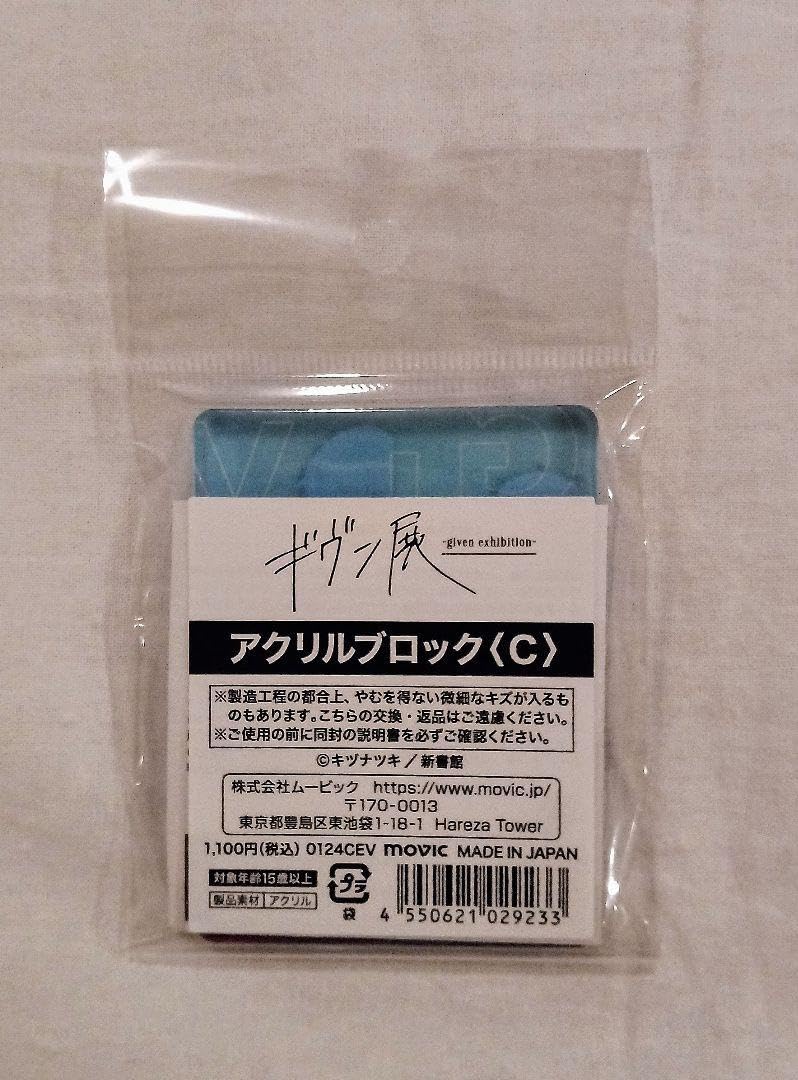 ギヴン展 -given exhibition-
アクリルブロック〈C〉
※製造工程の都合上、やむを得ない微細なキズが入るも
のもあります。こちらの交換・返品はご遠慮ください。
※ご使用の前に同封の説明書を必ずご確認ください。
©キヅナツキ／新書館
株式会社ムービック https://www.movic.jp/
〒170-0013
東京都豊島区東池袋1-18-1 Hareza Tower
1,100円(税込) 0124CEV movic MADE IN JAPAN
対象年齢15歳以上
製品素材 アクリル
プラ
袋
4 550621 029233